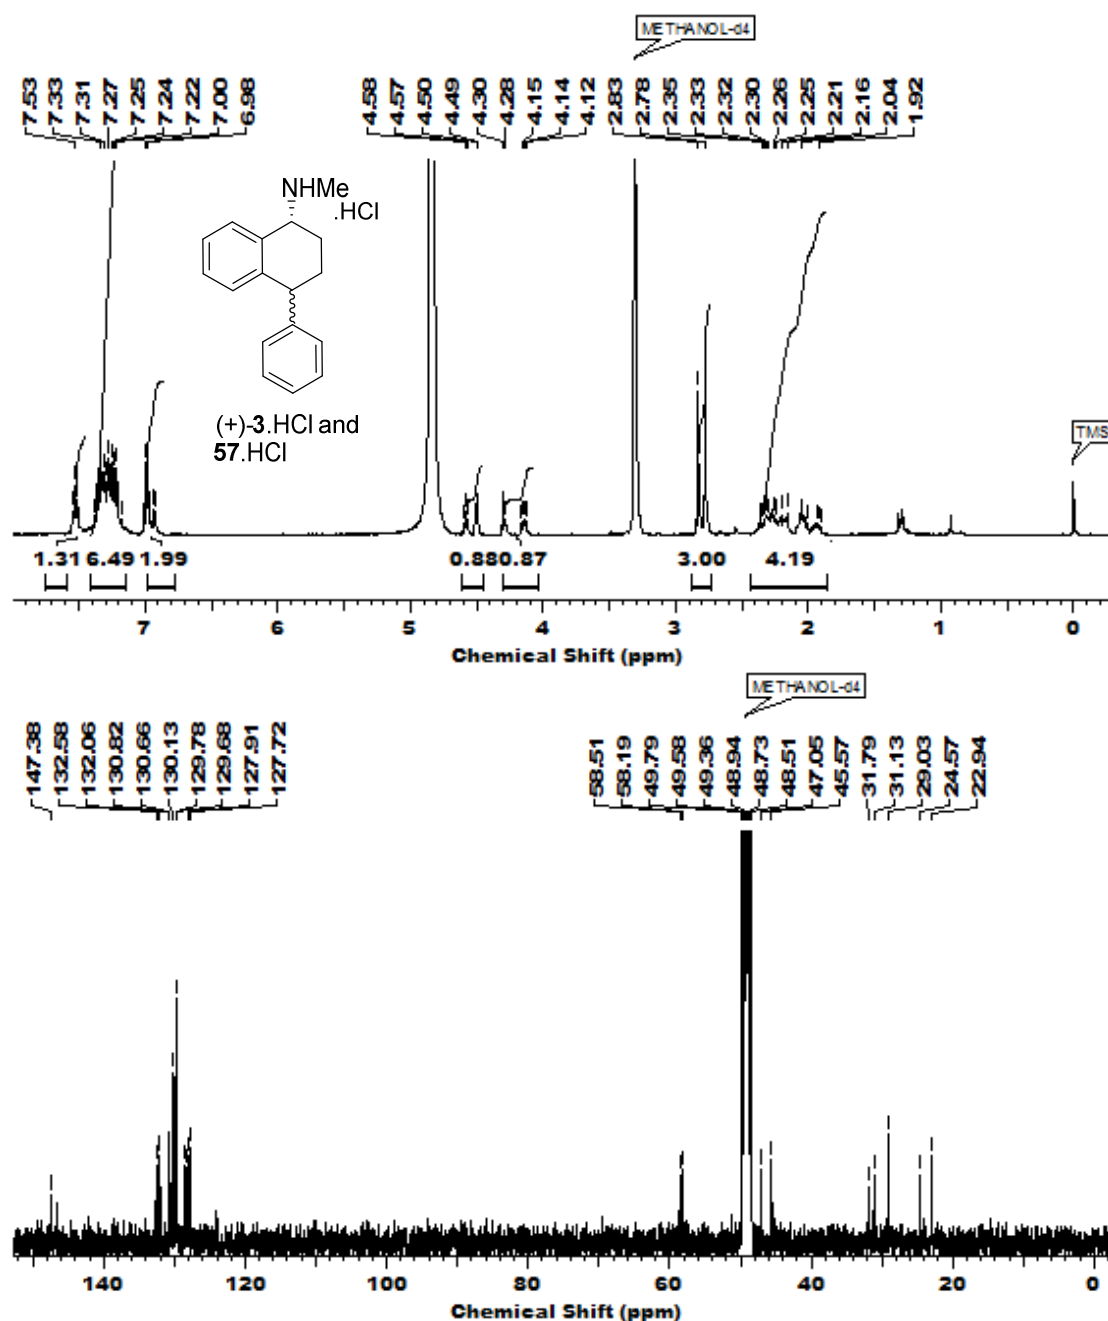 METHANOL-d4
7.53 7.33 7.31 7.27 7.25 7.24 7.22 7.00 6.98 4.58 4.57 4.50 4.49 4.30 4.28 4.15 4.14 4.12 2.83 2.78 2.35 2.33 2.32 2.30 2.26 2.25 2.21 2.16 2.04 1.92
NHMe
.HCl
(+)-3.HCl and
57.HCl
TMS
1.31 6.49 1.99 0.88 0.87 3.00 4.19
7 6 5 4 3 2 1 0
Chemical Shift (ppm)
METHANOL-d4
147.38 132.58 132.06 130.82 130.66 130.13 129.78 129.68 127.91 127.72 58.51 58.19 49.79 49.58 49.36 48.94 48.73 48.51 47.05 45.57 31.79 31.13 29.03 24.57 22.94
140 120 100 80 60 40 20 0
Chemical Shift (ppm)